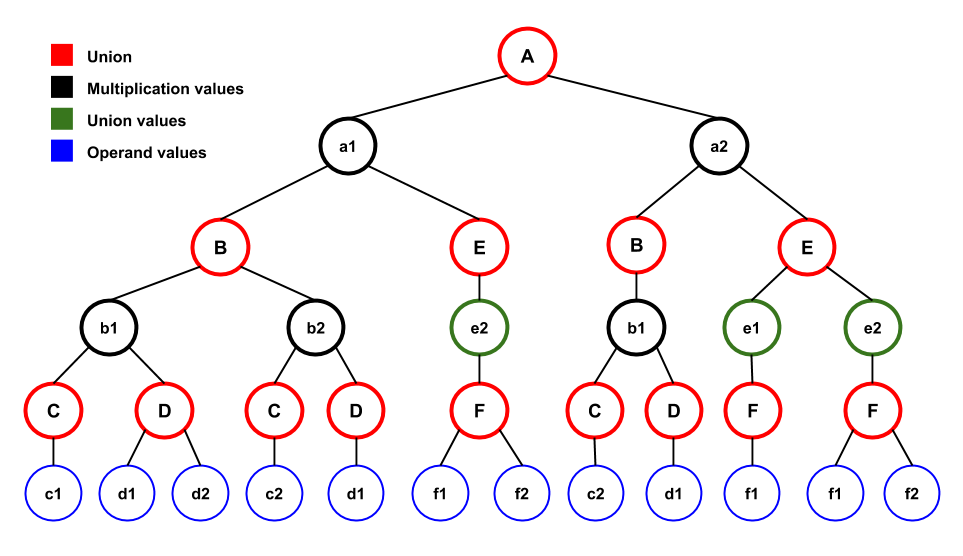 Union
Multiplication values
Union values
Operand values
A
a1
a2
B
E
B
E
b1
b2
e2
b1
e1
e2
C
D
C
D
F
C
D
F
F
c1
d1
d2
c2
d1
f1
f2
c2
d1
f1
f1
f2